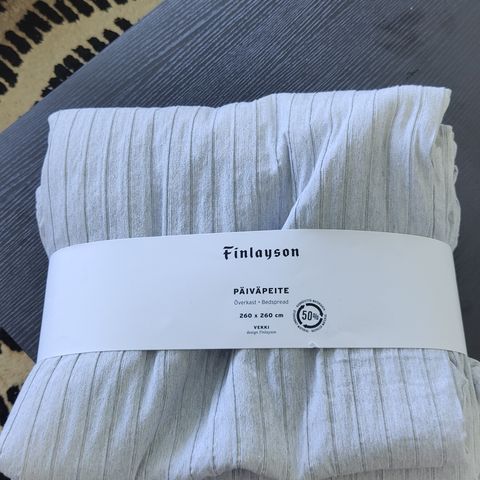 Finlayson
PÄIVÄPEITE
Överkast • Bedspread
260 x 260 cm
VEKKI
design Finlayson
50%